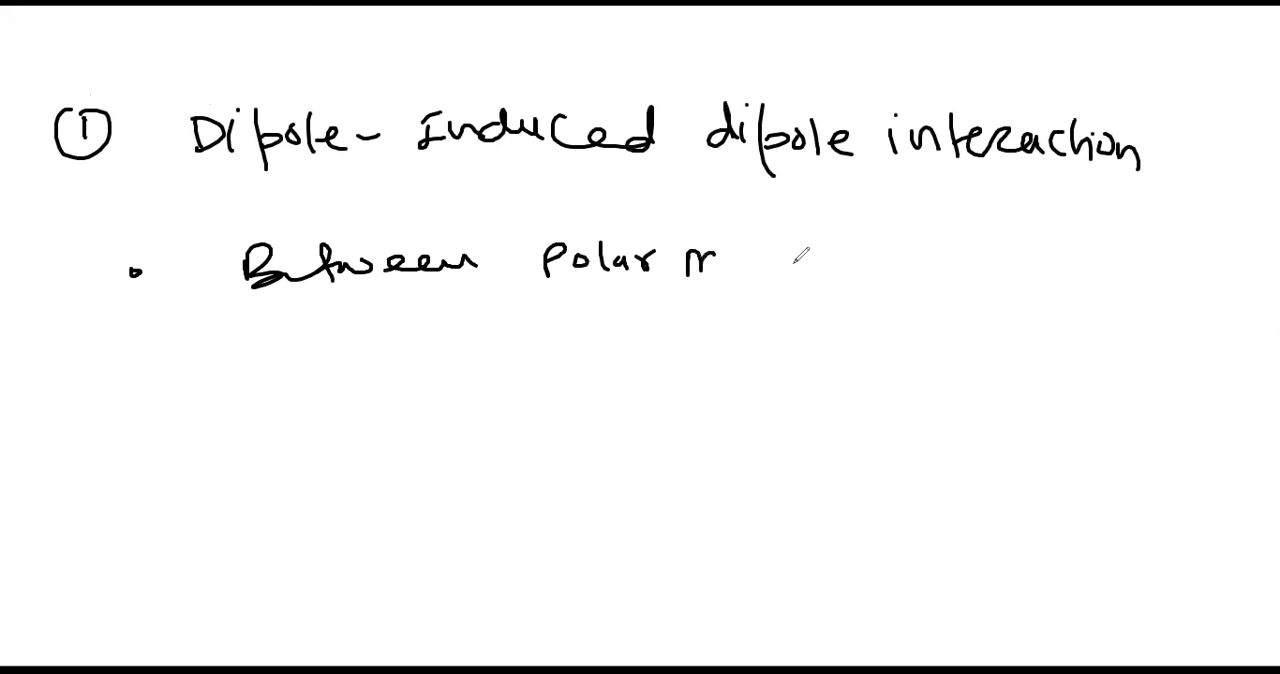 ① Dipole- Induced dipole interaction
• Between Polar m